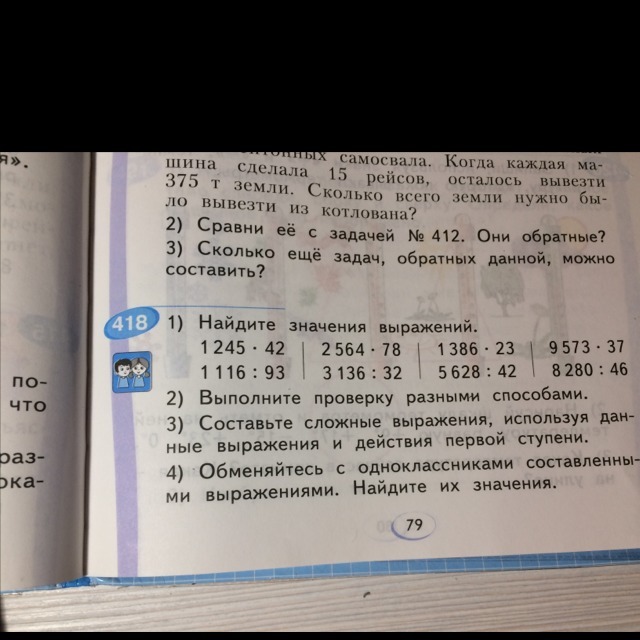 я».
самосвала. Когда каждая ма-
шина сделала 15 рейсов, осталось вывезти
375 т земли. Сколько всего земли нужно бы-
ло вывезти из котлована?
2) Сравни её с задачей № 412. Они обратные?
3) Сколько ещё задач, обратных данной, можно
составить?
418 1) Найдите значения выражений.
1 245 · 42 2 564 · 78 1 386 · 23 9 573 · 37
1 116 : 93 3 136 : 32 5 628 : 42 8 280 : 46
2) Выполните проверку разными способами.
3) Составьте сложные выражения, используя дан-
ные выражения и действия первой ступени.
4) Обменяйтесь с одноклассниками составленны-
ми выражениями. Найдите их значения.
79
по-
что
раз-
ока-